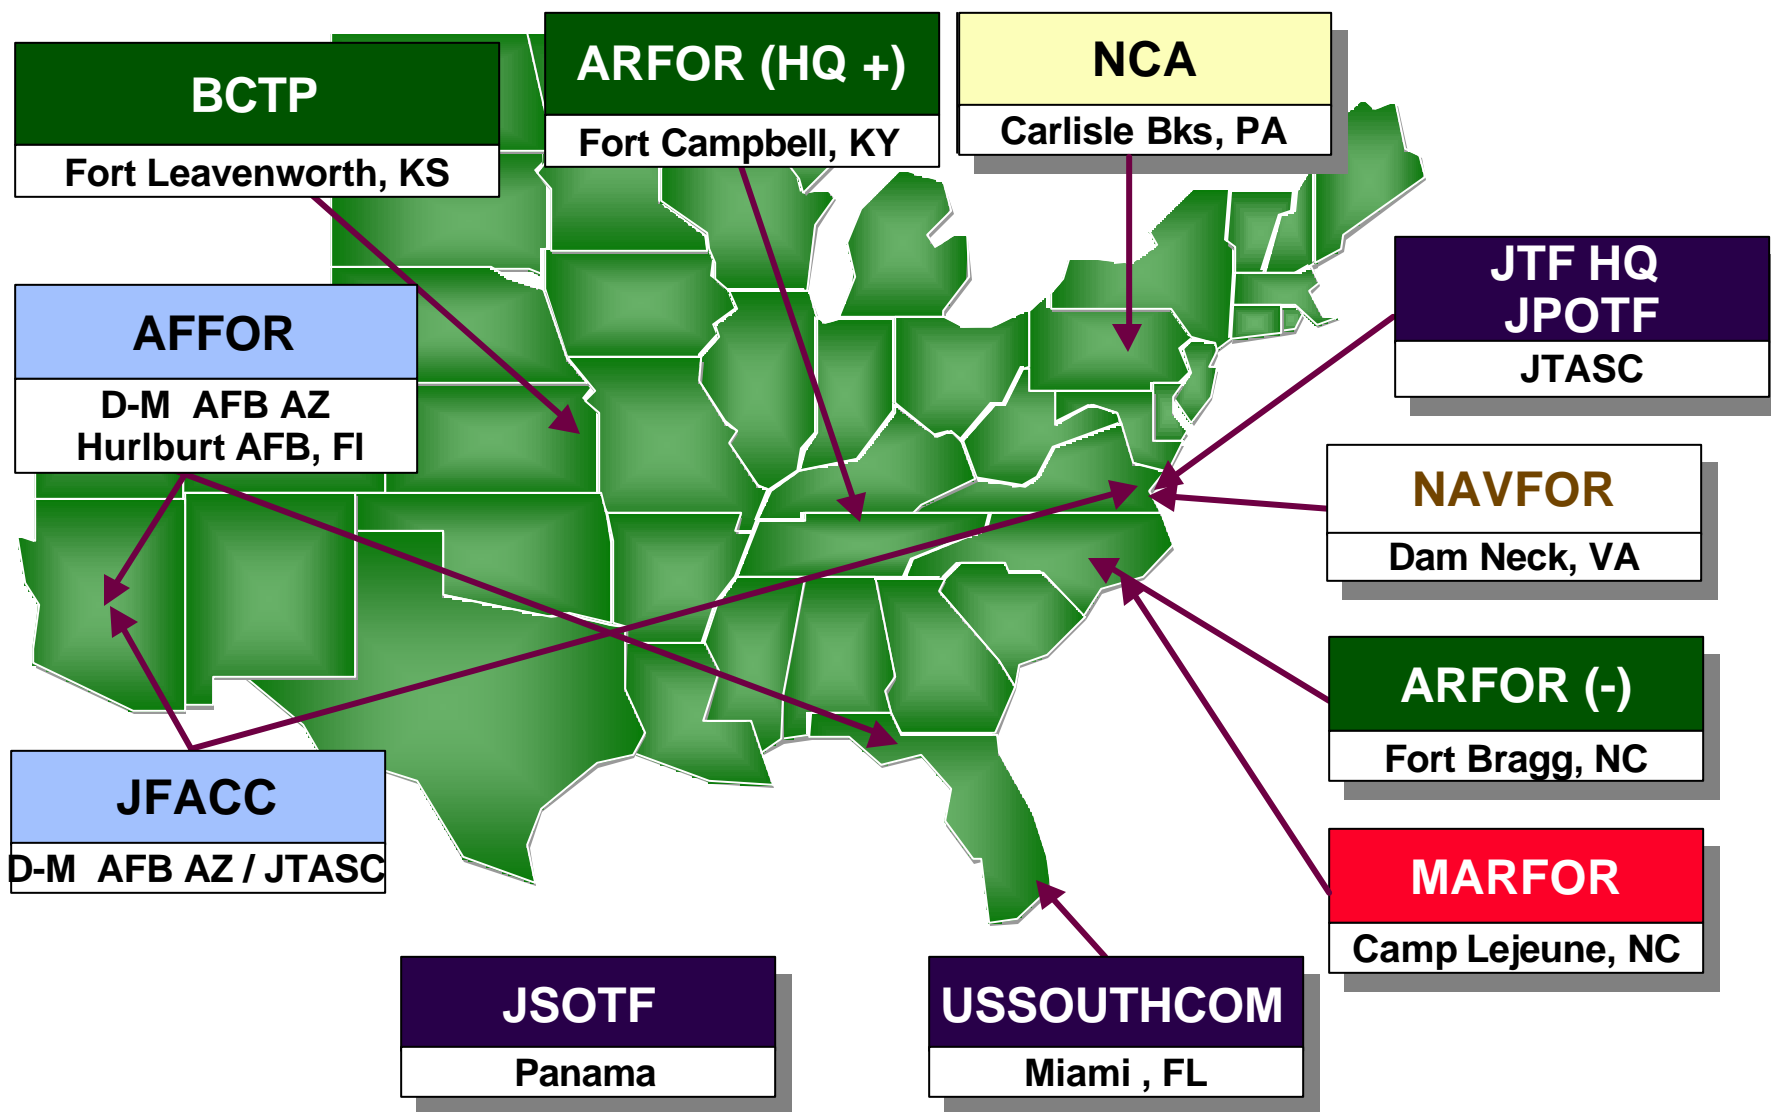 BCTP
Fort Leavenworth, KS
ARFOR (HQ +)
Fort Campbell, KY
NCA
Carlisle Bks, PA
JTF HQ
JPOTF
JTASC
AFFOR
D-M AFB AZ
Hurlburt AFB, Fl
NAVFOR
Dam Neck, VA
ARFOR (-)
Fort Bragg, NC
JFACC
D-M AFB AZ / JTASC
MARFOR
Camp Lejeune, NC
JSOTF
Panama
USSOUTHCOM
Miami , FL